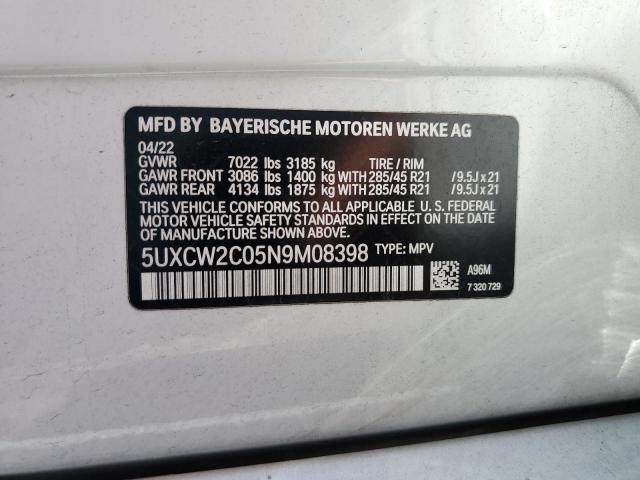 MFD BY BAYERISCHE MOTOREN WERKE AG
04/22
GVWR 7022 lbs 3185 kg TIRE / RIM
GAWR FRONT 3086 lbs 1400 kg WITH 285/45 R21 /9.5J x 21
GAWR REAR 4134 lbs 1875 kg WITH 285/45 R21 /9.5J x 21
THIS VEHICLE CONFORMS TO ALL APPLICABLE U. S. FEDERAL
MOTOR VEHICLE SAFETY STANDARDS IN EFFECT ON THE DATE
OF MANUFACTURE SHOWN ABOVE.
5UXCW2C05N9M08398 TYPE: MPV
A96M
7 320 729